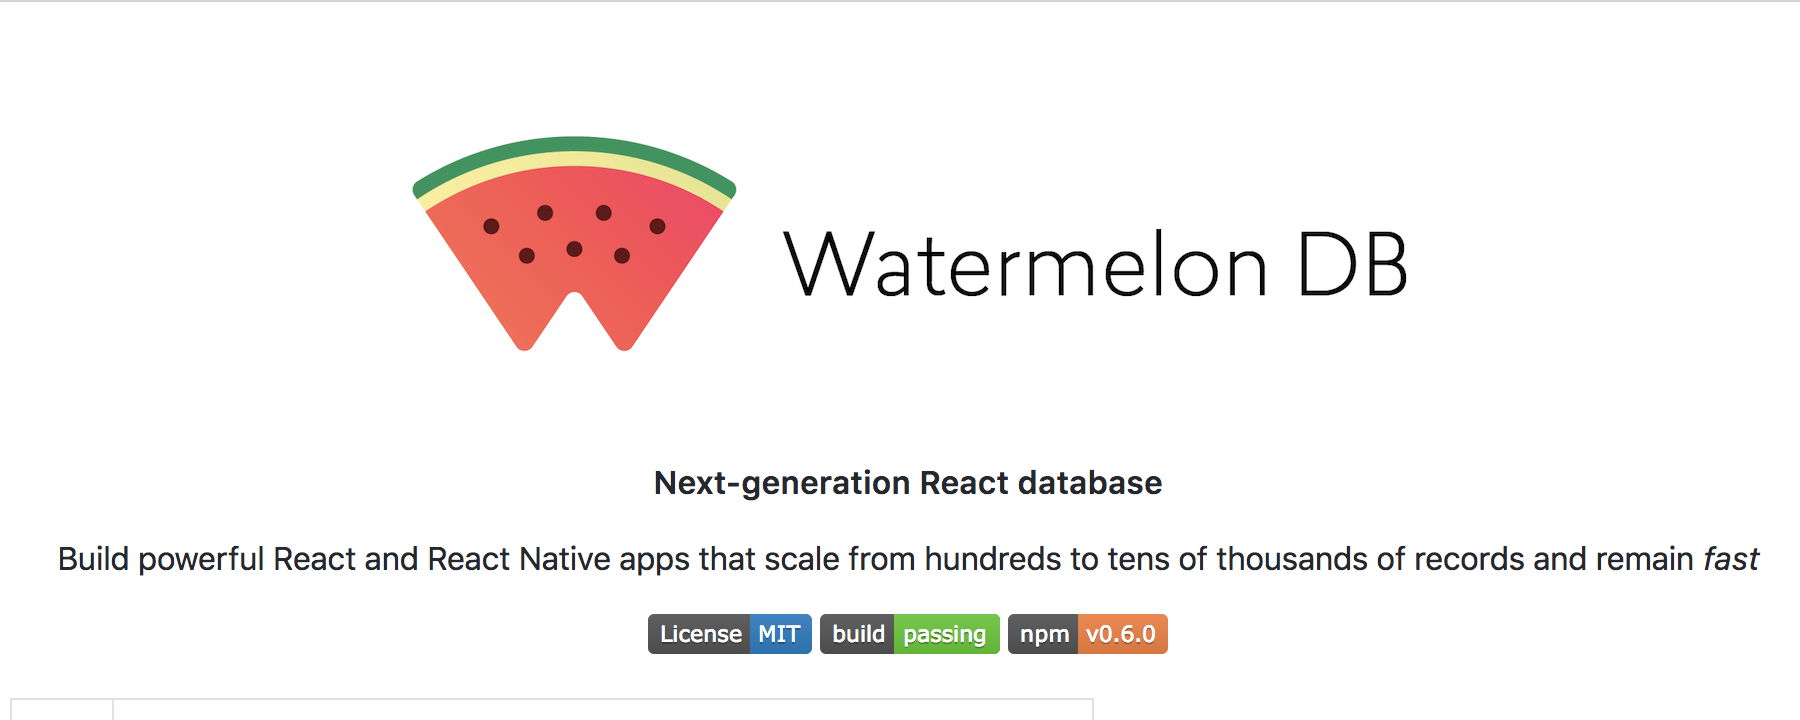 Watermelon DB
Next-generation React database
Build powerful React and React Native apps that scale from hundreds to tens of thousands of records and remain fast
License MIT build passing npm v0.6.0